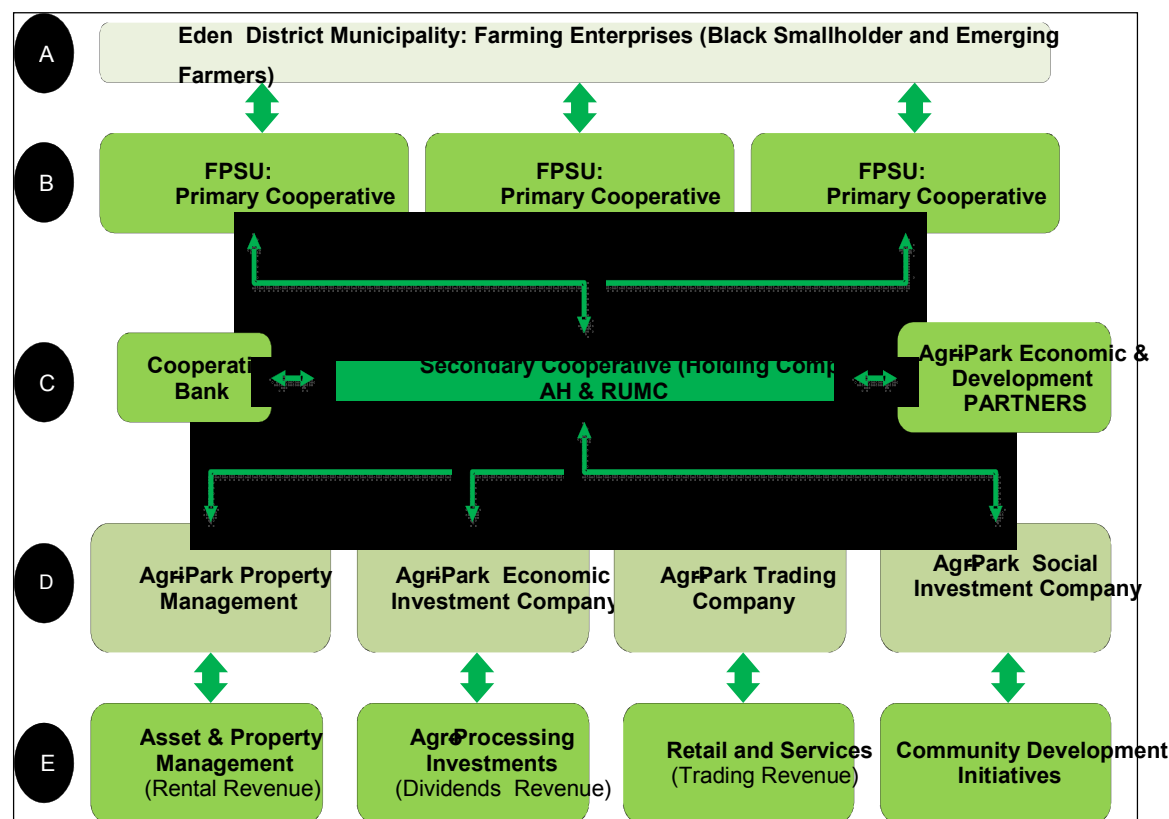 A
Eden District Municipality: Farming Enterprises (Black Smallholder and Emerging
Farmers)
B
FPSU:
Primary Cooperative
FPSU:
Primary Cooperative
FPSU:
Primary Cooperative
C
Cooperati
Bank
Secondary Cooperative (Holding Comp
AH & RUMC
Agri-Park Economic &
Development
PARTNERS
D
Agri-Park Property
Management
Agri-Park Economic
Investment Company
Agri-Park Trading
Company
Agri-Park Social
Investment Company
E
Asset & Property
Management
(Rental Revenue)
Agro-Processing
Investments
(Dividends Revenue)
Retail and Services
(Trading Revenue)
Community Development
Initiatives